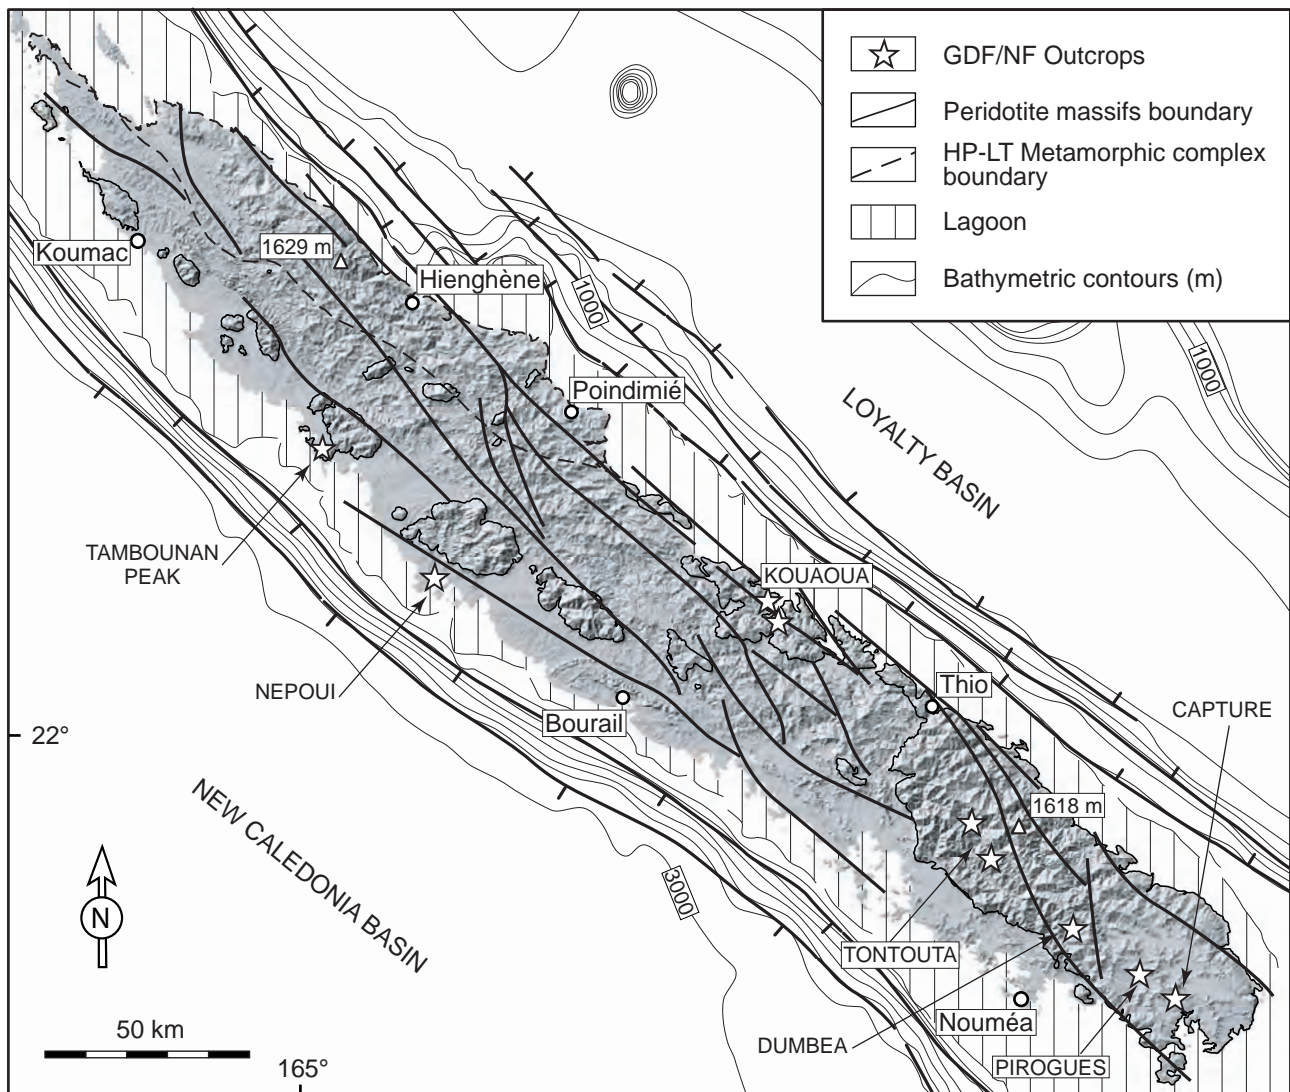 GDF/NF Outcrops
Peridotite massifs boundary
HP-LT Metamorphic complex
boundary
Lagoon
Bathymetric contours (m)
Koumac
1629 m
Hienghène
1000
1000
Poindimié
LOYALTY BASIN
TAMBOUNAN
PEAK
KOUAOUA
NEPOUI
Thio
CAPTURE
Bourail
22°
1618 m
NEW CALEDONIA BASIN
3000
N
TONTOUTA
Nouméa
50 km
DUMBEA
PIROGUES
165°